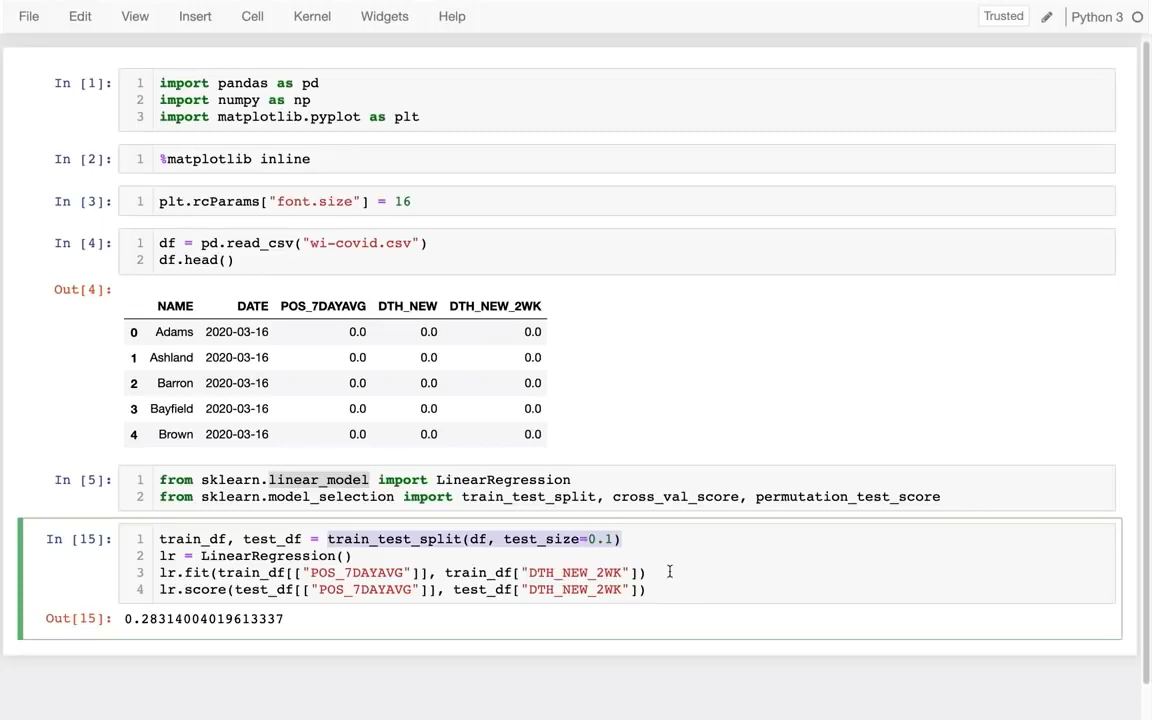 File Edit View Insert Cell Kernel Widgets Help Trusted Python 3
In [1]: 1 import pandas as pd
2 import numpy as np
3 import matplotlib.pyplot as plt
In [2]: 1 %matplotlib inline
In [3]: 1 plt.rcParams["font.size"] = 16
In [4]: 1 df = pd.read_csv("wi-covid.csv")
2 df.head()
Out[4]:
NAME DATE POS_7DAYAVG DTH_NEW DTH_NEW_2WK
0 Adams 2020-03-16 0.0 0.0 0.0
1 Ashland 2020-03-16 0.0 0.0 0.0
2 Barron 2020-03-16 0.0 0.0 0.0
3 Bayfield 2020-03-16 0.0 0.0 0.0
4 Brown 2020-03-16 0.0 0.0 0.0
In [5]: 1 from sklearn.linear_model import LinearRegression
2 from sklearn.model_selection import train_test_split, cross_val_score, permutation_test_score
In [15]: 1 train_df, test_df = train_test_split(df, test_size=0.1)
2 lr = LinearRegression()
3 lr.fit(train_df[["POS_7DAYAVG"]], train_df["DTH_NEW_2WK"])
4 lr.score(test_df[["POS_7DAYAVG"]], test_df["DTH_NEW_2WK"])
Out[15]: 0.28314004019613337